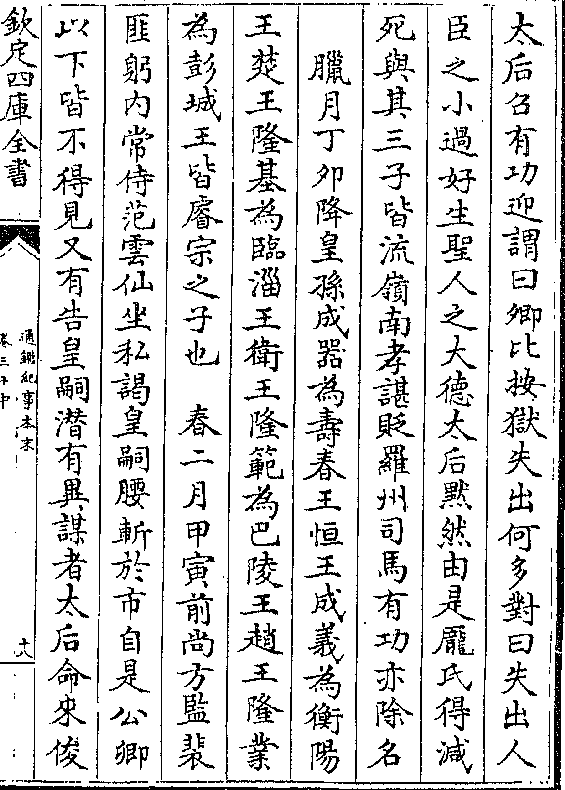 太后召有功迎謂曰卿比按獄失出何多對曰失出人
臣之小過好生聖人之大德太后黙然由是龐氏得減
死與其三子皆流嶺南孝諶貶羅州司馬有功亦除名
臘月丁卯降皇孫成器為壽春王恒王成義為衡陽
王楚王隆基為臨淄王衛王隆範為巴陵王趙王隆業
為彭城王皆睿宗之子也　春二月甲寅前尚方監裴
匪躬内常侍范雲仙坐私謁皇嗣腰斬於市自是公卿
以下皆不得見又有告皇嗣潛有異謀者太后命來俊
欽定四庫全書
通鑑紀事本末
卷三十中
十八